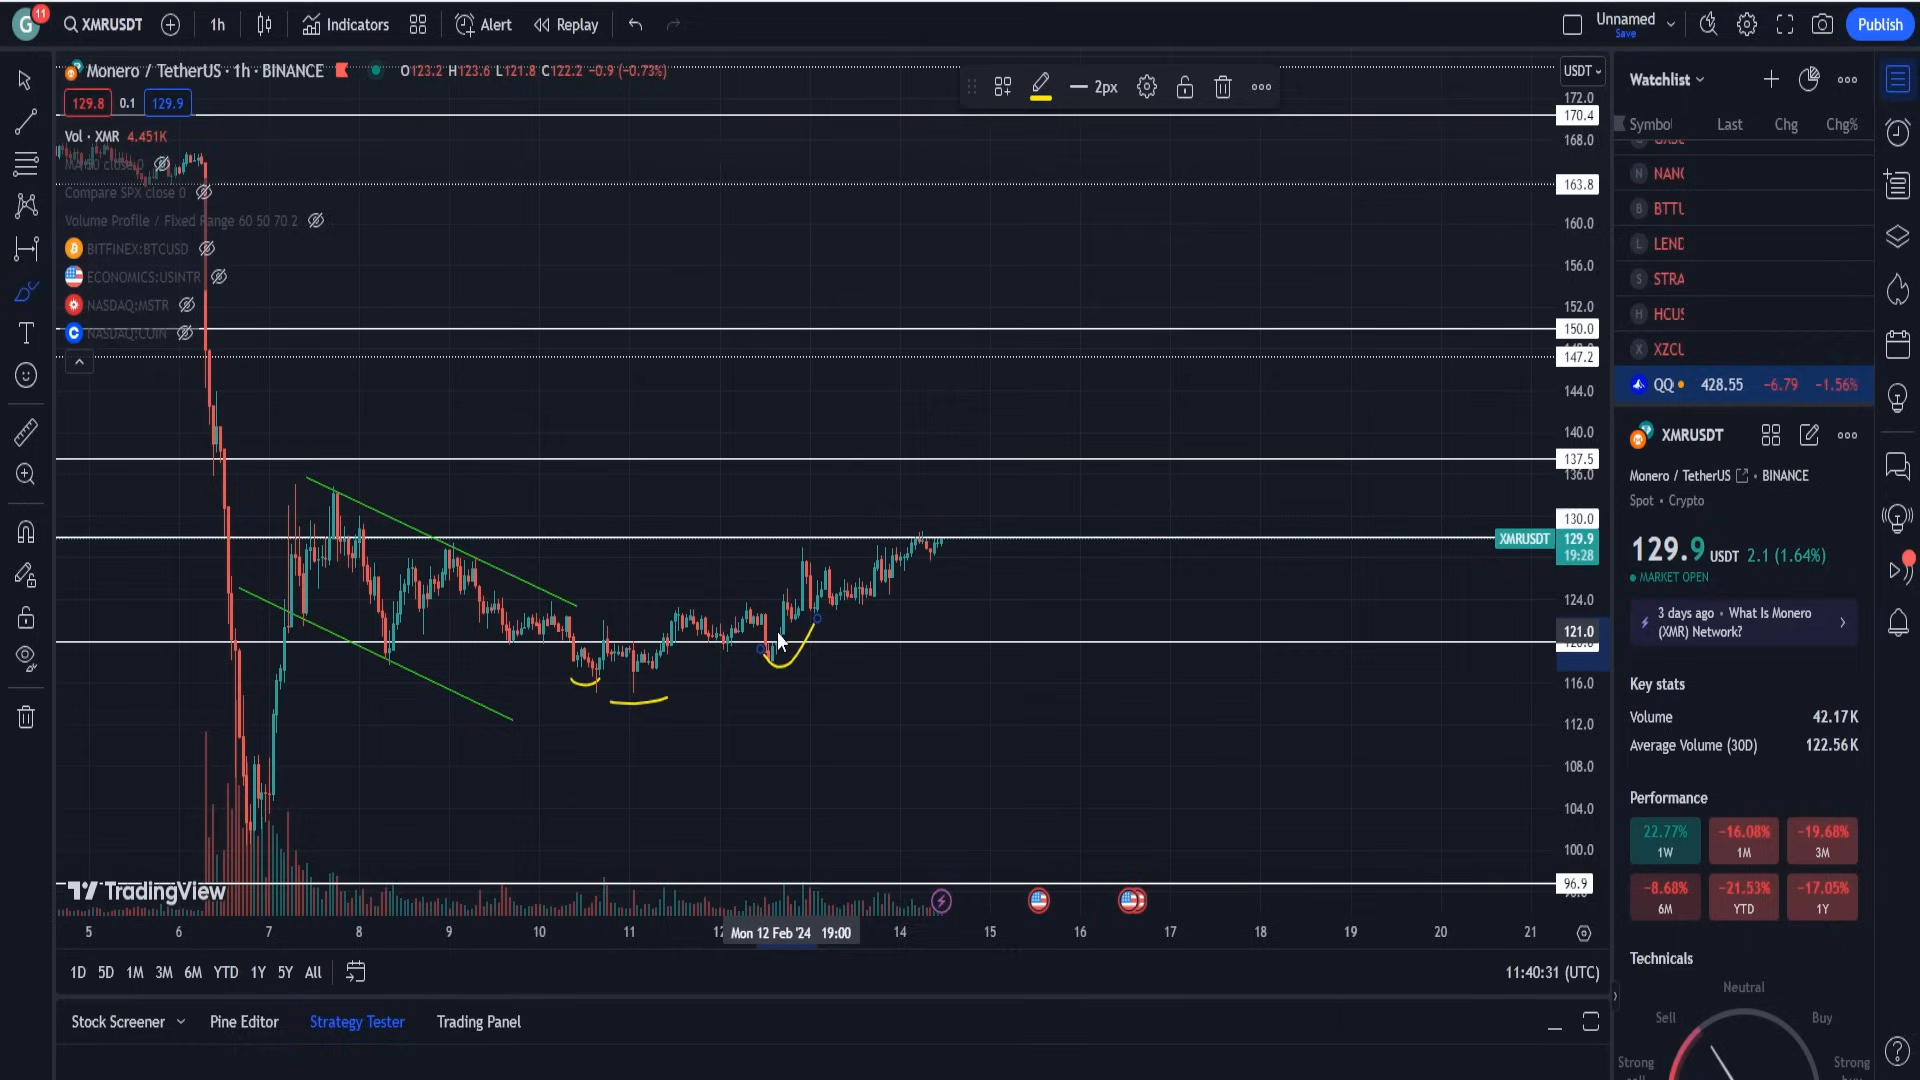 G 11 XMRUSDT 1h Indicators Alert Replay Unnamed Save Publish
Monero / TetherUS · 1h · BINANCE O123.2 H123.6 L121.8 C122.2 −0.9 (−0.73%)
129.8 0.1 129.9
Vol · XMR 4.451K
MA 50 close 0
Compare SPX close 0
Volume Profile / Fixed Range 60 50 70 2
BITFINEX:BTCUSD
ECONOMICS:USINTR
NASDAQ:MSTR
NASDAQ:COIN
2px
USDT
172.0
170.4
168.0
163.8
160.0
156.0
152.0
150.0
147.2
144.0
140.0
137.5
136.0
130.0
XMRUSDT 129.9
19:28
124.0
121.0
116.0
112.0
108.0
104.0
100.0
96.9
TradingView
5 6 7 8 9 10 11 12 Mon 12 Feb '24 19:00 14 15 16 17 18 19 20 21
1D 5D 1M 3M 6M YTD 1Y 5Y All 11:40:31 (UTC)
Stock Screener Pine Editor Strategy Tester Trading Panel
Watchlist
Symbol Last Chg Chg%
N NANO
B BTTU
L LEND
S STRA
H HCUS
X XZCU
QQ 428.55 −6.79 −1.56%
XMRUSDT
Monero / TetherUS • BINANCE
Spot • Crypto
129.9 USDT 2.1 (1.64%)
MARKET OPEN
3 days ago • What Is Monero
(XMR) Network?
Key stats
Volume 42.17K
Average Volume (30D) 122.56K
Performance
22.77% −16.08% −19.68%
1W 1M 3M
−8.68% −21.53% −17.05%
6M YTD 1Y
Technicals
Neutral
Sell Buy
Strong Strong